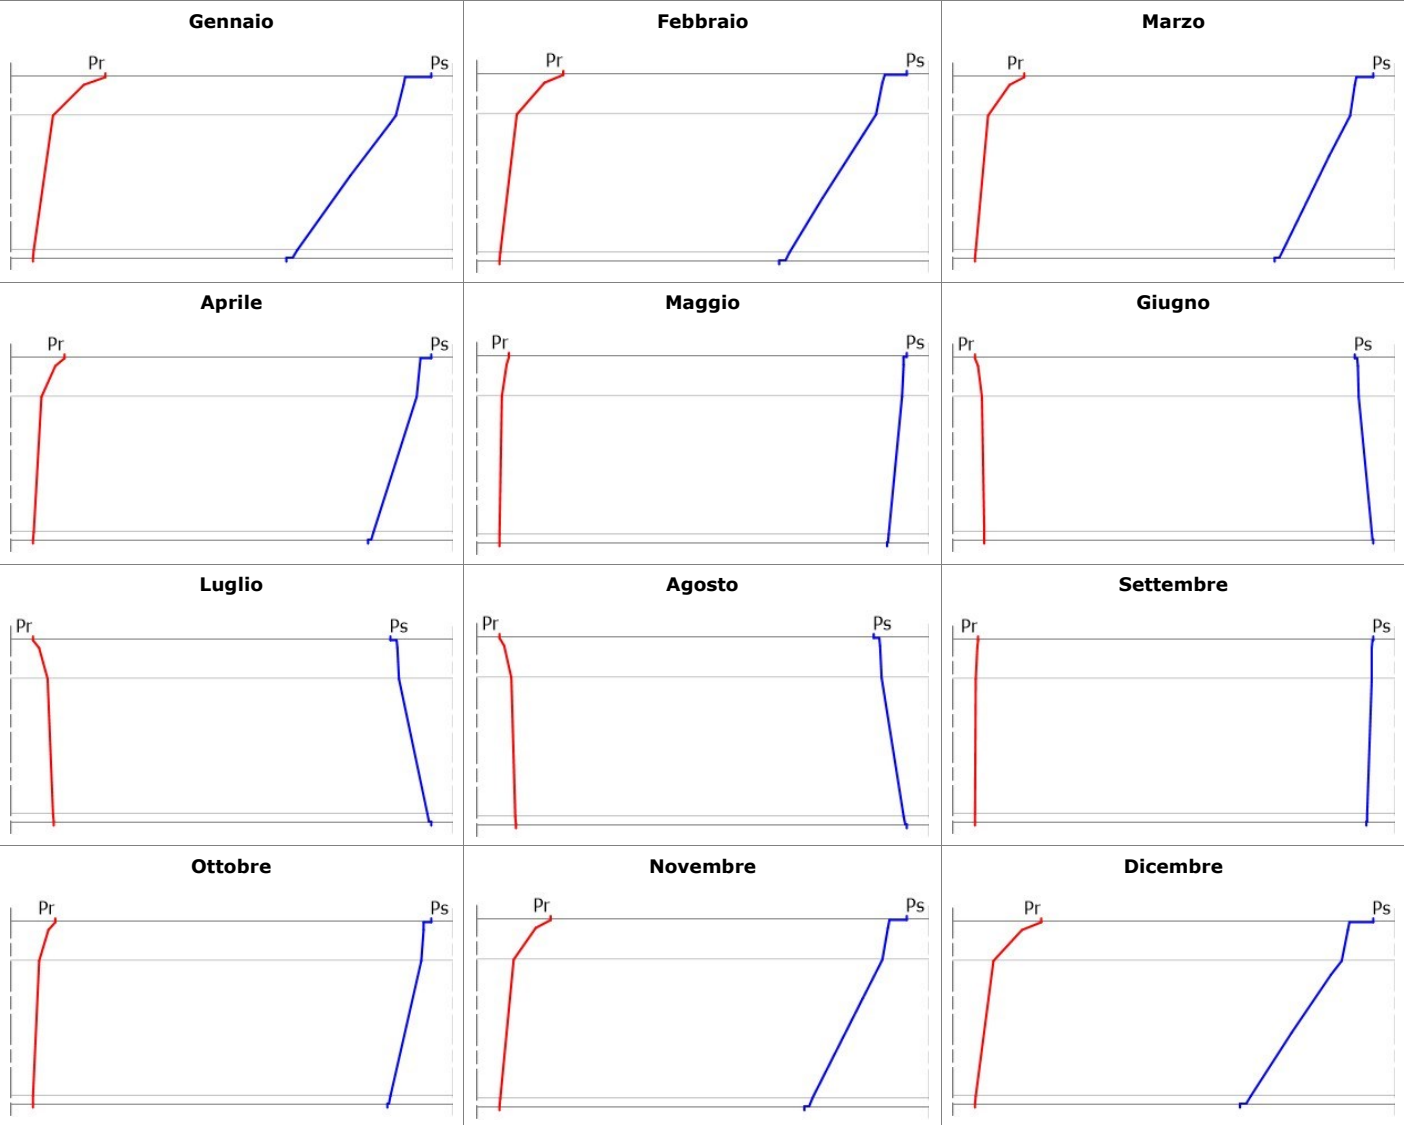 Gennaio
Febbraio
Marzo
Pr Ps
Pr Ps
Pr Ps
Aprile
Maggio
Giugno
Pr Ps
Pr Ps
Pr Ps
Luglio
Agosto
Settembre
Pr Ps
Pr Ps
Pr Ps
Ottobre
Novembre
Dicembre
Pr Ps
Pr Ps
Pr Ps